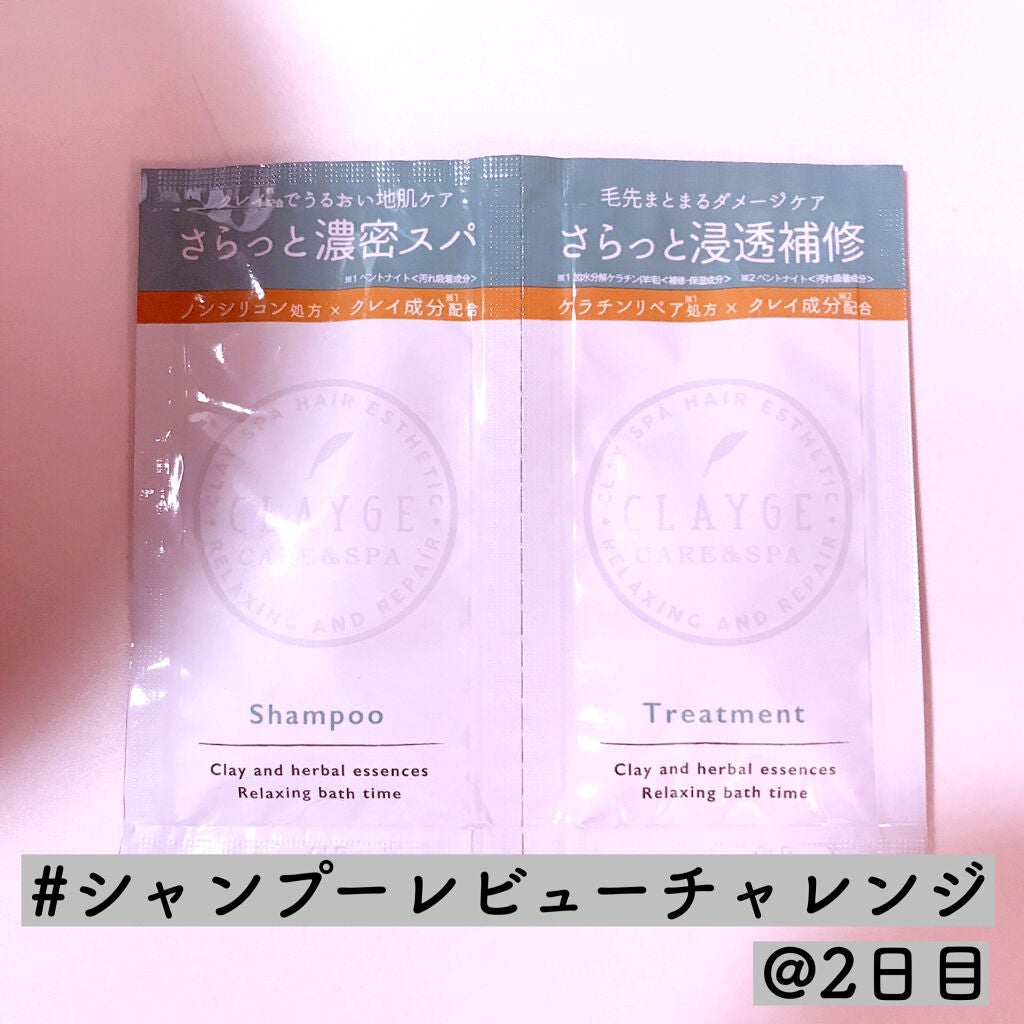 クレイ配合でうるおい地肌ケア
さらっと濃密スパ
※1 ベントナイト<汚れ吸着成分>
ノンシリコン処方 × クレイ成分※1配合
CLAY SPA HAIR ESTHETIC
CLAYGE
CARE&SPA
RELAXING AND REPAIR
Shampoo
Clay and herbal essences
Relaxing bath time
毛先まとまるダメージケア
さらっと浸透補修
※1 加水分解ケラチン(羊毛)<補修・保湿成分> ※2 ベントナイト<汚れ吸着成分>
ケラチンリペア※1処方 × クレイ成分※2配合
CLAY SPA HAIR ESTHETIC
CLAYGE
CARE&SPA
RELAXING AND REPAIR
Treatment
Clay and herbal essences
Relaxing bath time
#シャンプーレビューチャレンジ
@2日目